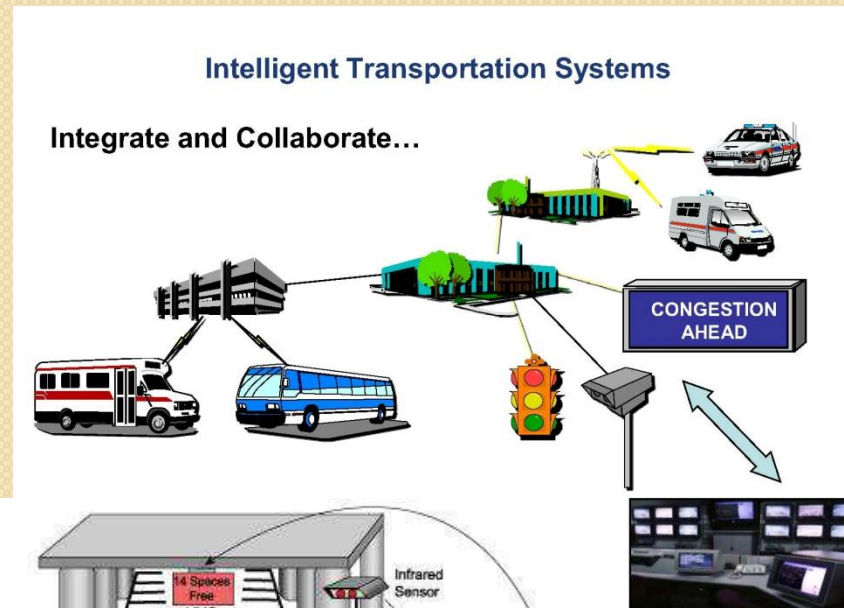 Intelligent Transportation Systems
Integrate and Collaborate…
CONGESTION
AHEAD
14 Spaces
Free
Infrared
Sensor